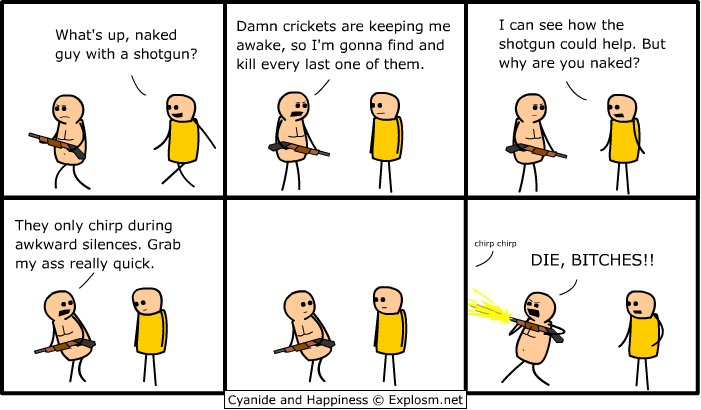 What's up, naked
guy with a shotgun?
Damn crickets are keeping me
awake, so I'm gonna find and
kill every last one of them.
I can see how the
shotgun could help. But
why are you naked?
They only chirp during
awkward silences. Grab
my ass really quick.
chirp chirp
DIE, BITCHES!!
Cyanide and Happiness © Explosm.net